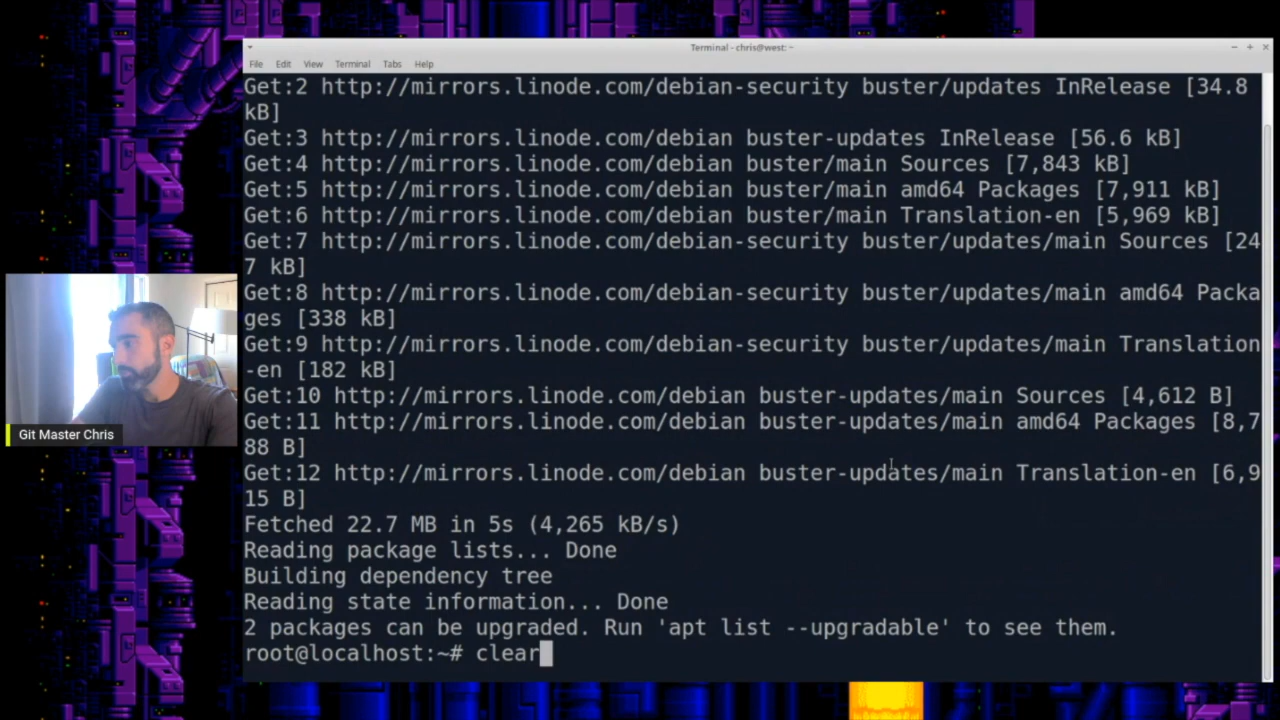 Terminal - chris@west: ~
File Edit View Terminal Tabs Help
Get:2 http://mirrors.linode.com/debian-security buster/updates InRelease [34.8
kB]
Get:3 http://mirrors.linode.com/debian buster-updates InRelease [56.6 kB]
Get:4 http://mirrors.linode.com/debian buster/main Sources [7,843 kB]
Get:5 http://mirrors.linode.com/debian buster/main amd64 Packages [7,911 kB]
Get:6 http://mirrors.linode.com/debian buster/main Translation-en [5,969 kB]
Get:7 http://mirrors.linode.com/debian-security buster/updates/main Sources [24
7 kB]
Get:8 http://mirrors.linode.com/debian-security buster/updates/main amd64 Packa
ges [338 kB]
Get:9 http://mirrors.linode.com/debian-security buster/updates/main Translation
-en [182 kB]
Get:10 http://mirrors.linode.com/debian buster-updates/main Sources [4,612 B]
Get:11 http://mirrors.linode.com/debian buster-updates/main amd64 Packages [8,7
88 B]
Get:12 http://mirrors.linode.com/debian buster-updates/main Translation-en [6,9
15 B]
Fetched 22.7 MB in 5s (4,265 kB/s)
Reading package lists... Done
Building dependency tree
Reading state information... Done
2 packages can be upgraded. Run 'apt list --upgradable' to see them.
root@localhost:~# clear
Git Master Chris